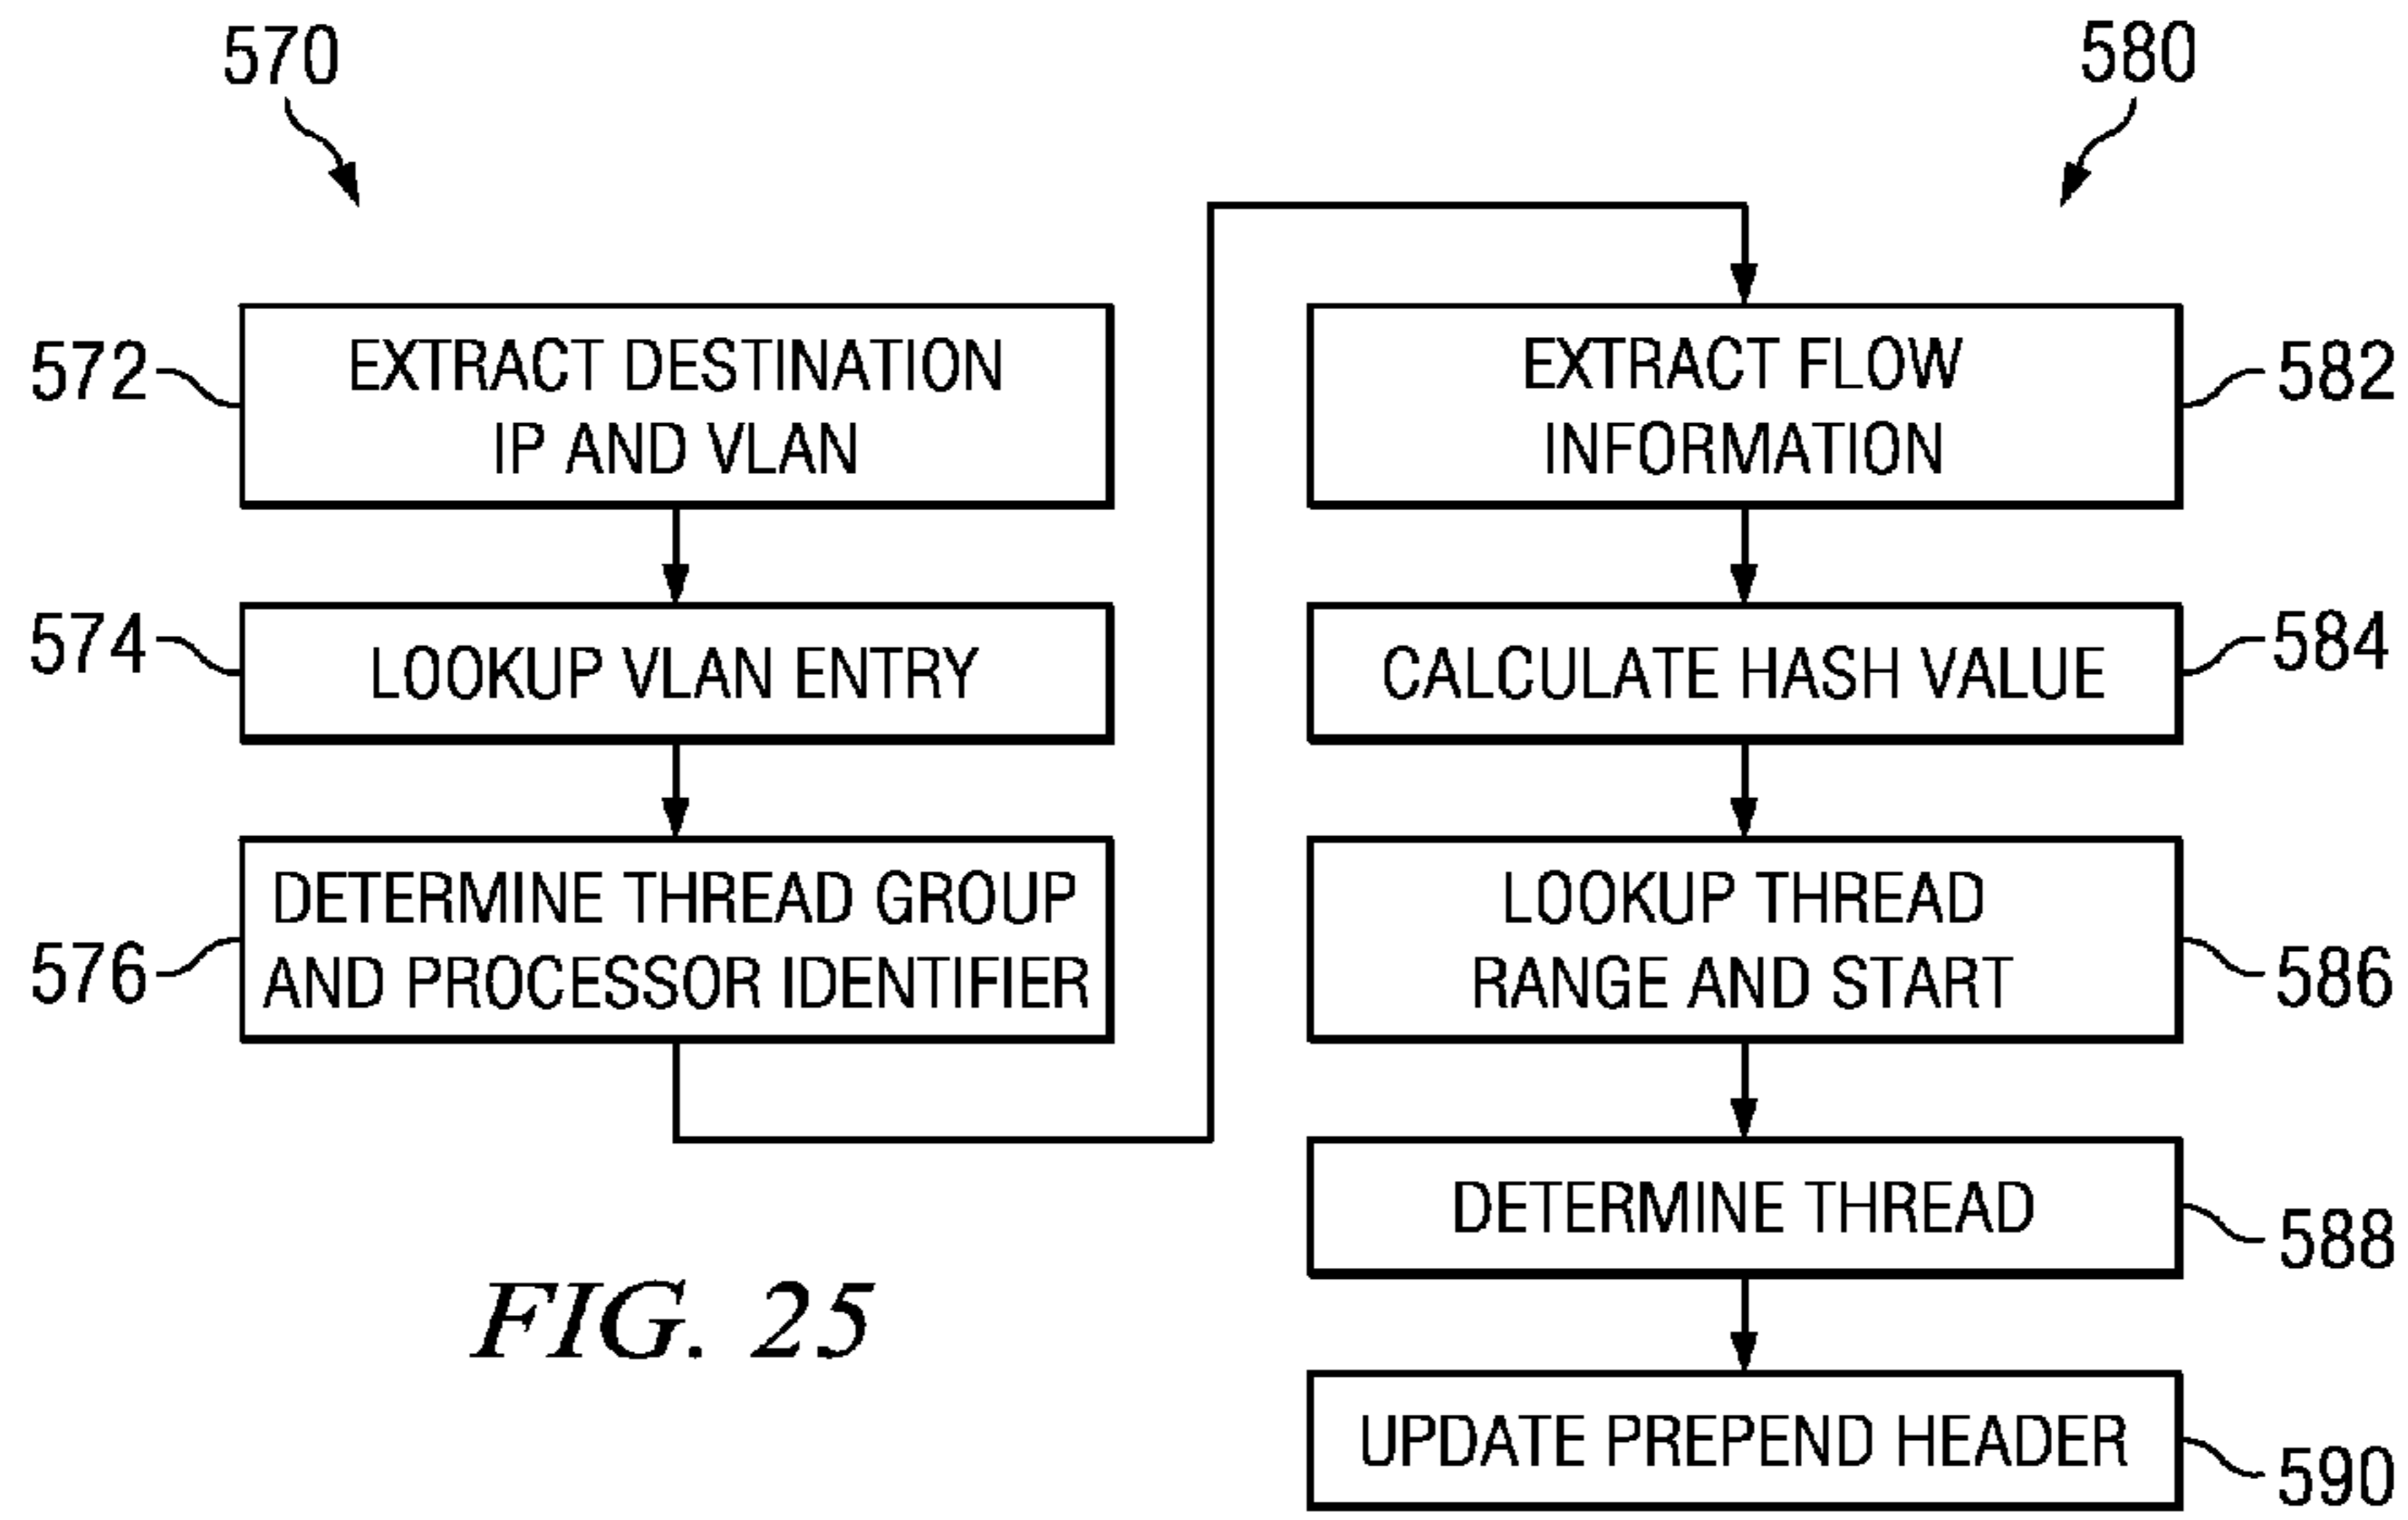 570
580
572
EXTRACT DESTINATION
IP AND VLAN
574
LOOKUP VLAN ENTRY
576
DETERMINE THREAD GROUP
AND PROCESSOR IDENTIFIER
EXTRACT FLOW
INFORMATION
582
CALCULATE HASH VALUE
584
LOOKUP THREAD
RANGE AND START
586
DETERMINE THREAD
588
UPDATE PREPEND HEADER
590
FIG. 25